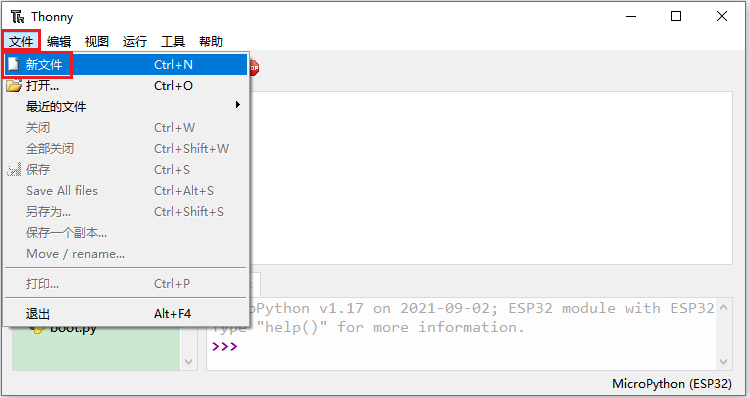 Thonny
文件 编辑 视图 运行 工具 帮助
新文件 Ctrl+N
打开... Ctrl+O
最近的文件
关闭 Ctrl+W
全部关闭 Ctrl+Shift+W
保存 Ctrl+S
Save All files Ctrl+Alt+S
另存为... Ctrl+Shift+S
保存一个副本...
Move / rename...
打印... Ctrl+P
退出 Alt+F4
boot.py
Python v1.17 on 2021-09-02; ESP32 module with ESP32
Type "help()" for more information.
>>>
MicroPython (ESP32)